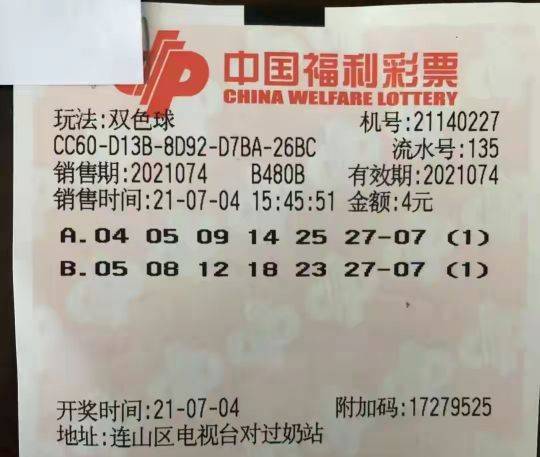 中国福利彩票
CHINA WELFARE LOTTERY
玩法:双色球 机号:21140227
CC60-D13B-8D92-D7BA-26BC 流水号:135
销售期:2021074 B480B 有效期:2021074
销售时间:21-07-04 15:45:51 金额:4元
A.04 05 09 14 25 27-07 (1)
B.05 08 12 18 23 27-07 (1)
开奖时间:21-07-04 附加码:17279525
地址:连山区电视台对过奶站